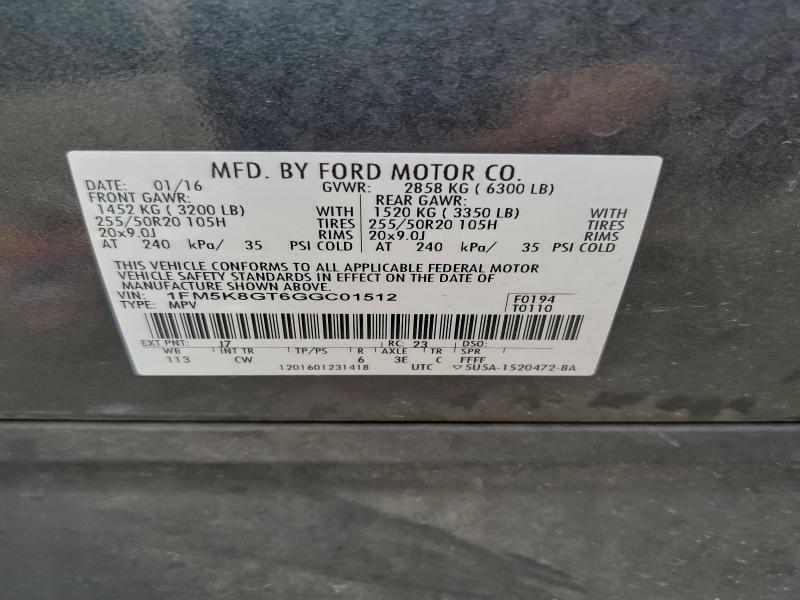 MFD. BY FORD MOTOR CO.
DATE: 01/16 GVWR: 2858 KG ( 6300 LB)
FRONT GAWR: REAR GAWR:
1452 KG ( 3200 LB) WITH 1520 KG ( 3350 LB) WITH
255/50R20 105H TIRES 255/50R20 105H TIRES
20x9.0J RIMS 20x9.0J RIMS
AT 240 kPa/ 35 PSI COLD AT 240 kPa/ 35 PSI COLD
THIS VEHICLE CONFORMS TO ALL APPLICABLE FEDERAL MOTOR
VEHICLE SAFETY STANDARDS IN EFFECT ON THE DATE OF
MANUFACTURE SHOWN ABOVE.
VIN: 1FM5K8GT6GGC01512 F0194
TYPE: MPV T0110
EXT PNT: J7 RC: 23 DSO:
WB INT TR TP/PS R AXLE TR SPR
113 CW 6 3E C FFFF
1201601231418 UTC ▽5U5A-1520472-BA